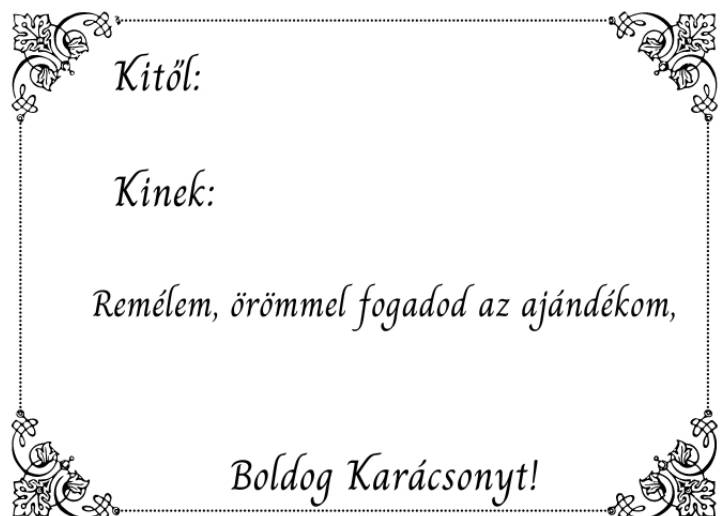 Kitől:
Kinek:
Remélem, örömmel fogadod az ajándékom,
Boldog Karácsonyt!